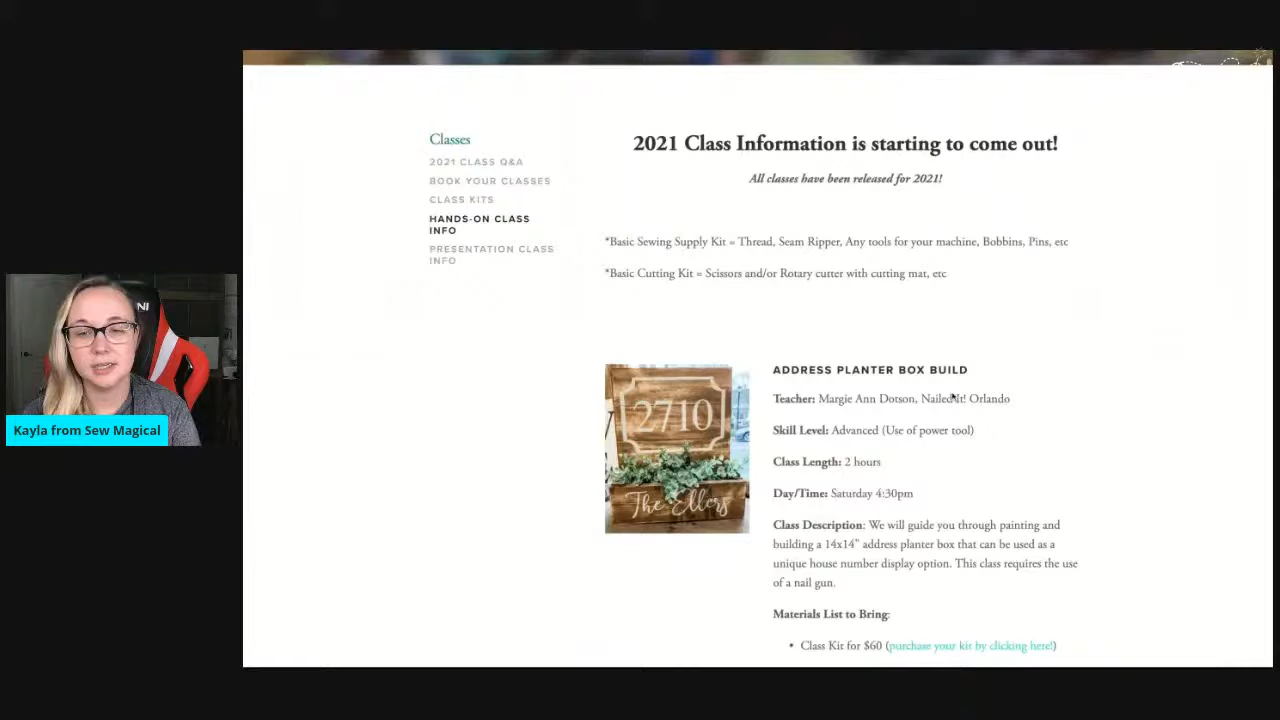 Classes
2021 CLASS Q&A
BOOK YOUR CLASSES
CLASS KITS
HANDS-ON CLASS
INFO
PRESENTATION CLASS
INFO
2021 Class Information is starting to come out!
All classes have been released for 2021!
*Basic Sewing Supply Kit = Thread, Seam Ripper, Any tools for your machine, Bobbins, Pins, etc
*Basic Cutting Kit = Scissors and/or Rotary cutter with cutting mat, etc
2710
The Ellers
ADDRESS PLANTER BOX BUILD
Teacher: Margie Ann Dotson, Nailed It! Orlando
Skill Level: Advanced (Use of power tool)
Class Length: 2 hours
Day/Time: Saturday 4:30pm
Class Description: We will guide you through painting and
building a 14x14" address planter box that can be used as a
unique house number display option. This class requires the use
of a nail gun.
Materials List to Bring:
• Class Kit for $60 (purchase your kit by clicking here!)
NI
Kayla from Sew Magical